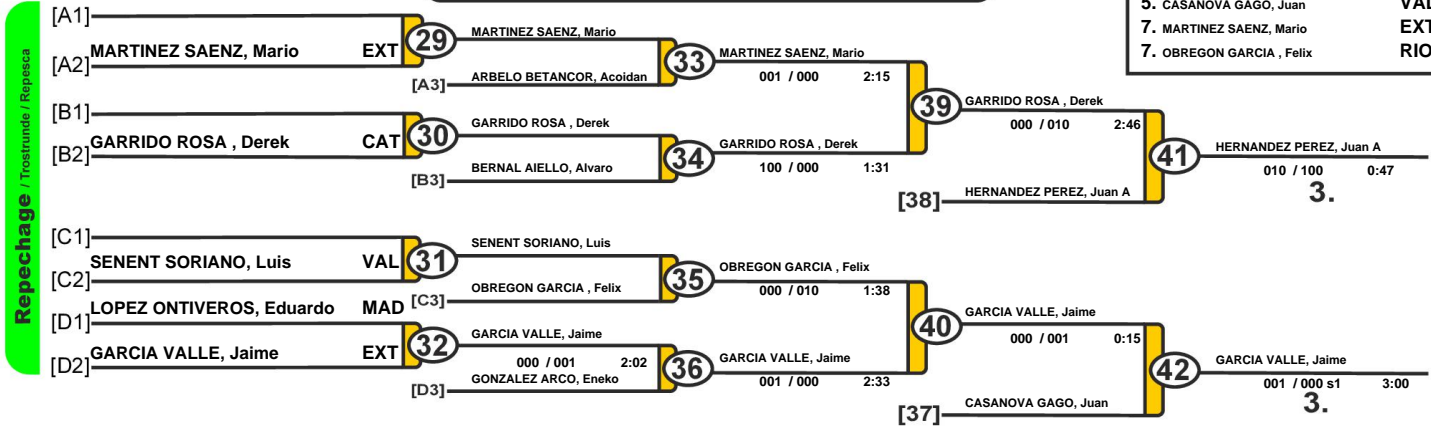 5. CASANOVA GAGO, Juan VAL
7. MARTINEZ SAENZ, Mario EXT
7. OBREGON GARCIA , Felix RIO
Repechage / Trostrunde / Repesca
[A1]
[A2] MARTINEZ SAENZ, Mario EXT
29
MARTINEZ SAENZ, Mario
[A3] ARBELO BETANCOR, Acoidan
33
MARTINEZ SAENZ, Mario
001 / 000 2:15
[B1]
[B2] GARRIDO ROSA , Derek CAT
30
GARRIDO ROSA , Derek
[B3] BERNAL AIELLO, Alvaro
34
GARRIDO ROSA , Derek
100 / 000 1:31
39
GARRIDO ROSA , Derek
000 / 010 2:46
[38] HERNANDEZ PEREZ, Juan A
41
HERNANDEZ PEREZ, Juan A
010 / 100 0:47
3.
[C1]
[C2] SENENT SORIANO, Luis VAL
31
SENENT SORIANO, Luis
[C3] OBREGON GARCIA , Felix
35
OBREGON GARCIA , Felix
000 / 010 1:38
[D1] LOPEZ ONTIVEROS, Eduardo MAD
[D2] GARCIA VALLE, Jaime EXT
32
GARCIA VALLE, Jaime
000 / 001 2:02
[D3] GONZALEZ ARCO, Eneko
36
GARCIA VALLE, Jaime
001 / 000 2:33
40
GARCIA VALLE, Jaime
000 / 001 0:15
[37] CASANOVA GAGO, Juan
42
GARCIA VALLE, Jaime
001 / 000 s1 3:00
3.